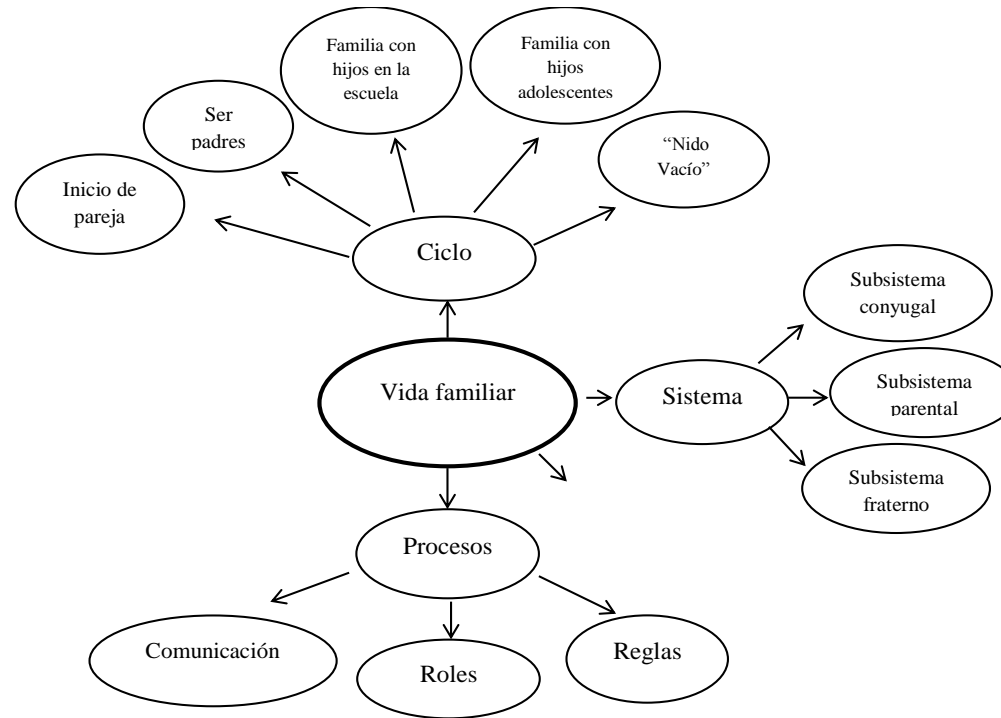 Familia con
hijos en la
escuela
Familia con
hijos
adolescentes
Ser
padres
“Nido
Vacío”
Inicio de
pareja
Ciclo
Subsistema
conyugal
Vida familiar
Sistema
Subsistema
parental
Subsistema
fraterno
Procesos
Comunicación
Roles
Reglas